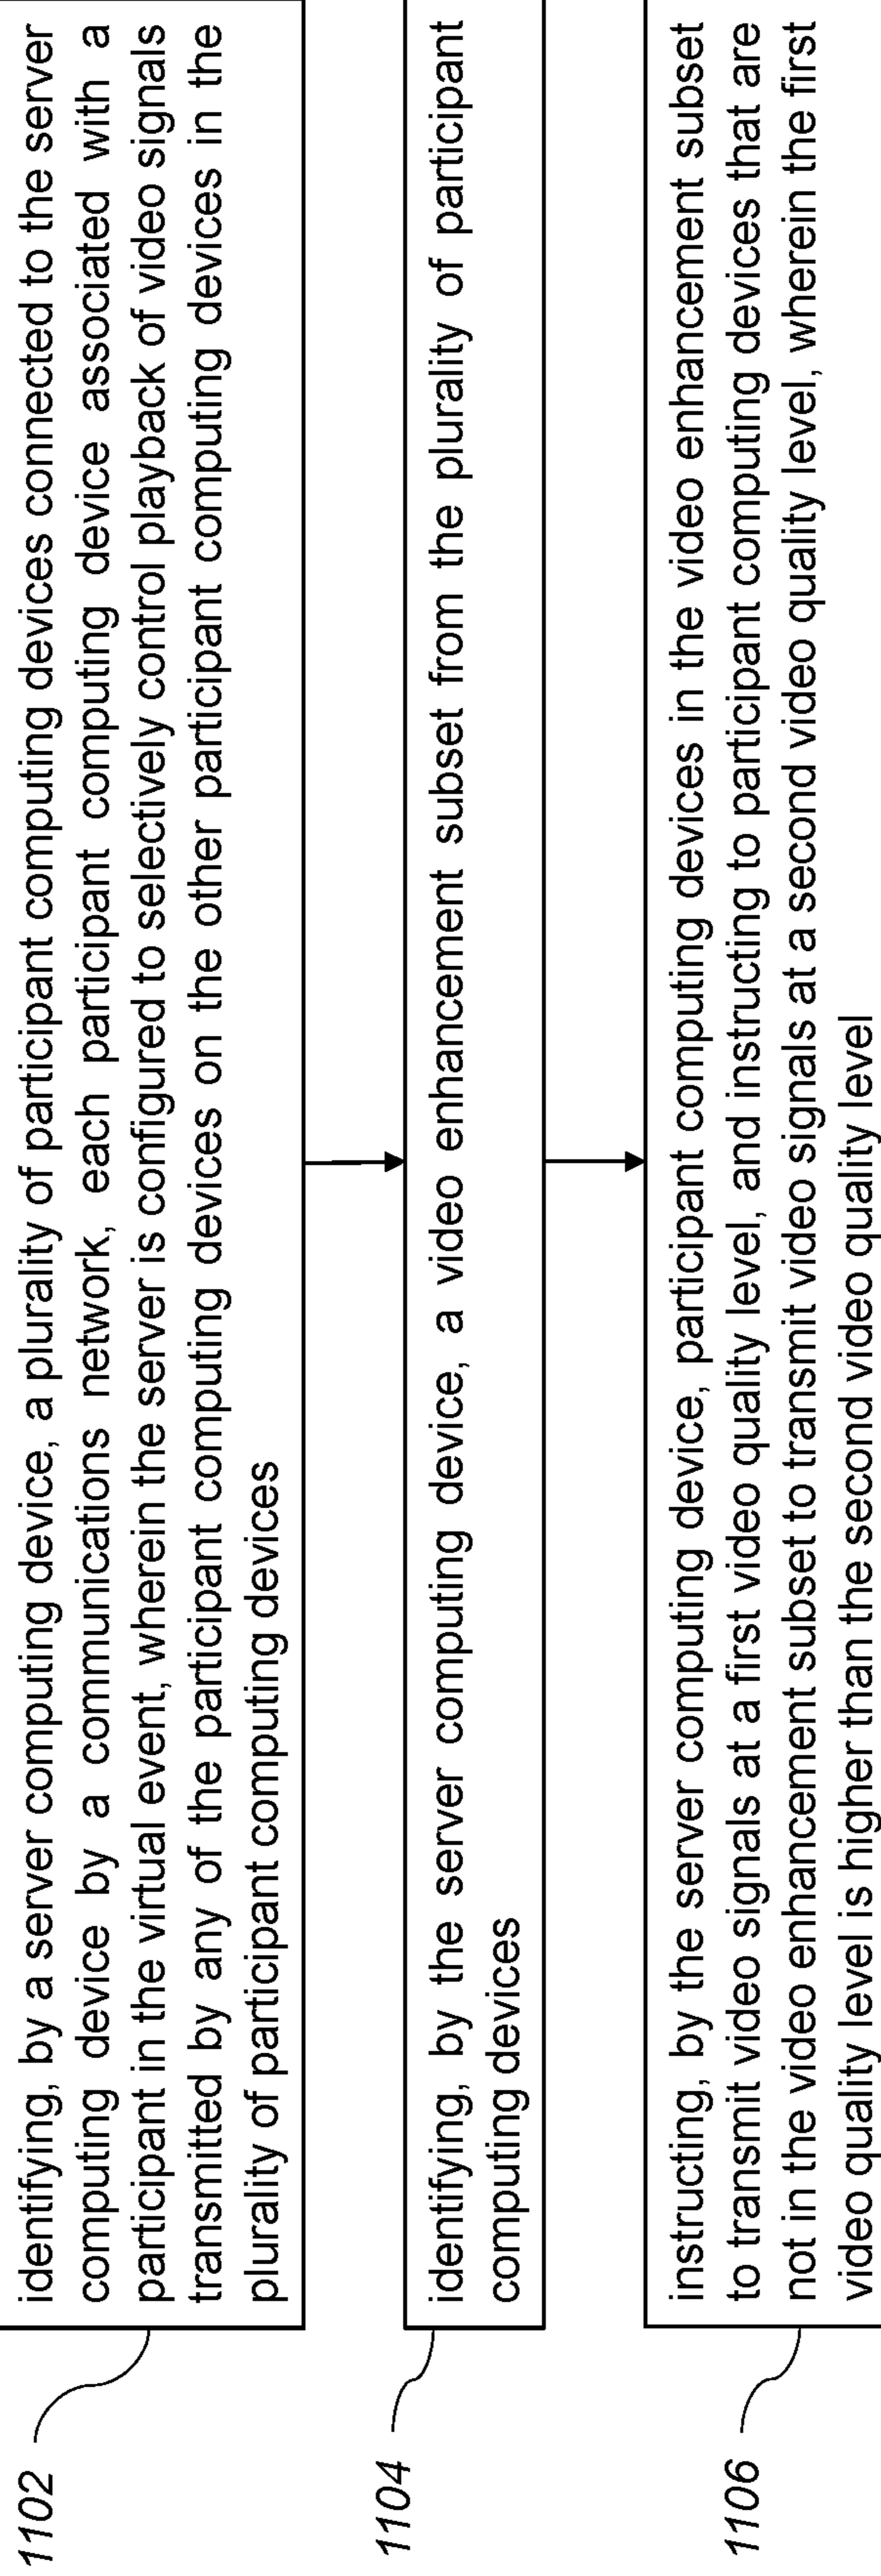 1102
identifying, by a server computing device, a plurality of participant computing devices connected to the server
computing device by a communications network, each participant computing device associated with a
participant in the virtual event, wherein the server is configured to selectively control playback of video signals
transmitted by any of the participant computing devices on the other participant computing devices in the
plurality of participant computing devices
1104
identifying, by the server computing device, a video enhancement subset from the plurality of participant
computing devices
1106
instructing, by the server computing device, participant computing devices in the video enhancement subset
to transmit video signals at a first video quality level, and instructing to participant computing devices that are
not in the video enhancement subset to transmit video signals at a second video quality level, wherein the first
video quality level is higher than the second video quality level